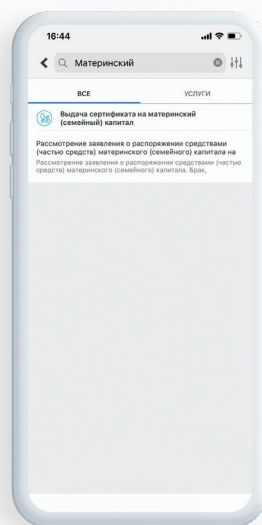 16:44
Материнский
ВСЕ
УСЛУГИ
Выдача сертификата на материнский
(семейный) капитал
Рассмотрение заявления о распоряжении средствами
(частью средств) материнского (семейного) капитала на
Рассмотрение заявления о распоряжении средствами (частью
средств) материнского (семейного) капитала. Брак,